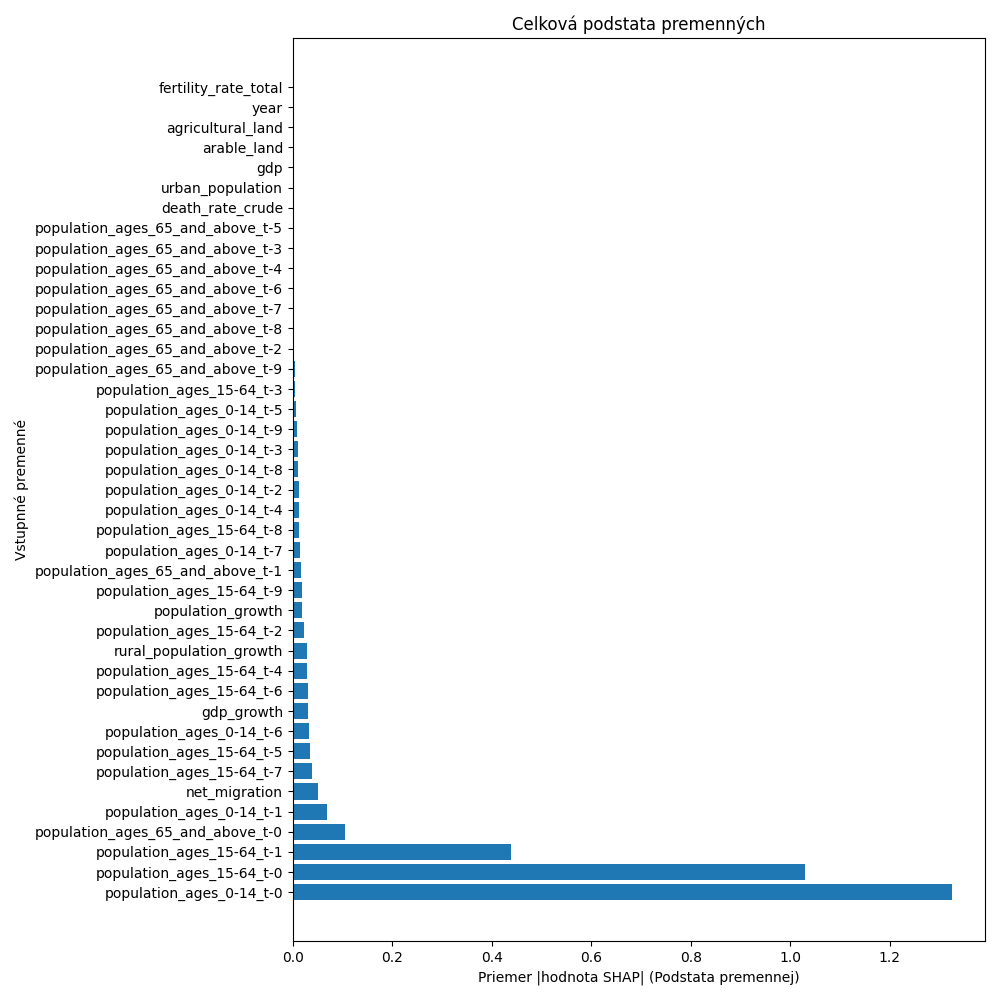 Celková podstata premenných
Vstupnné premenné
fertility_rate_total
year
agricultural_land
arable_land
gdp
urban_population
death_rate_crude
population_ages_65_and_above_t-5
population_ages_65_and_above_t-3
population_ages_65_and_above_t-4
population_ages_65_and_above_t-6
population_ages_65_and_above_t-7
population_ages_65_and_above_t-8
population_ages_65_and_above_t-2
population_ages_65_and_above_t-9
population_ages_15-64_t-3
population_ages_0-14_t-5
population_ages_0-14_t-9
population_ages_0-14_t-3
population_ages_0-14_t-8
population_ages_0-14_t-2
population_ages_0-14_t-4
population_ages_15-64_t-8
population_ages_0-14_t-7
population_ages_65_and_above_t-1
population_ages_15-64_t-9
population_growth
population_ages_15-64_t-2
rural_population_growth
population_ages_15-64_t-4
population_ages_15-64_t-6
gdp_growth
population_ages_0-14_t-6
population_ages_15-64_t-5
population_ages_15-64_t-7
net_migration
population_ages_0-14_t-1
population_ages_65_and_above_t-0
population_ages_15-64_t-1
population_ages_15-64_t-0
population_ages_0-14_t-0
0.0 0.2 0.4 0.6 0.8 1.0 1.2
Priemer |hodnota SHAP| (Podstata premennej)